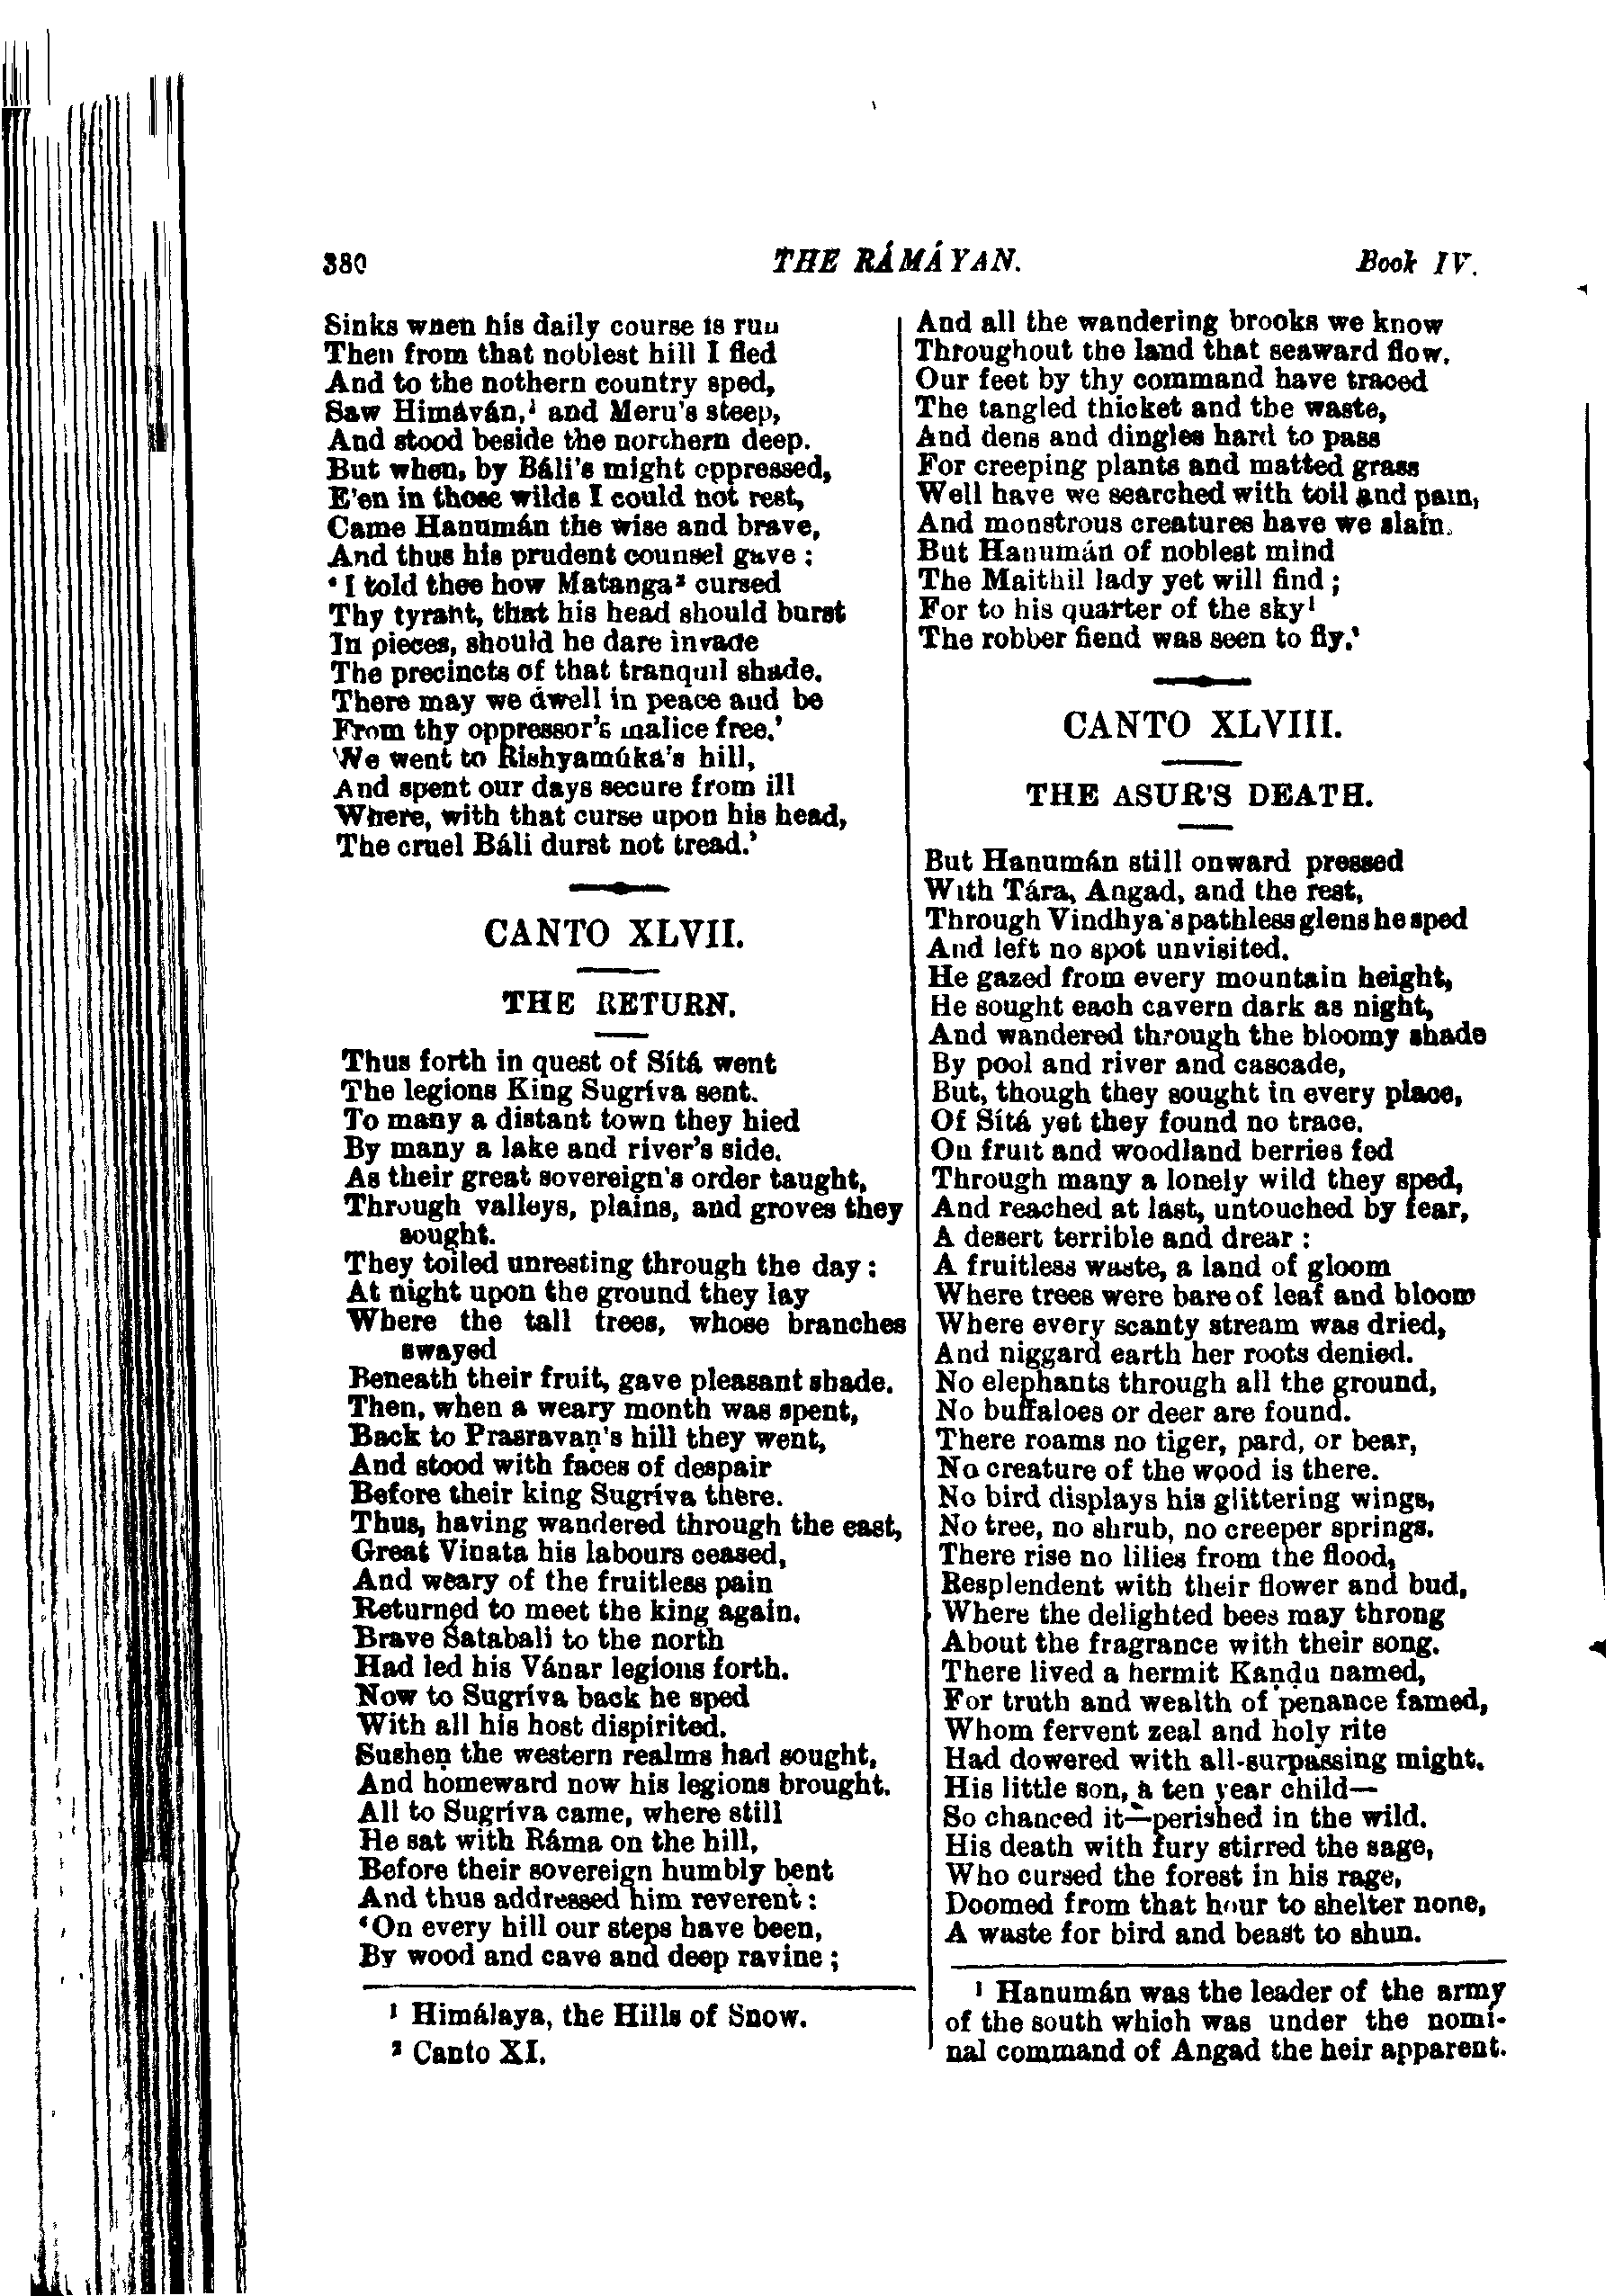 380 THE RÁMÁYAN. Book IV.
Sinks when his daily course is run
Then from that noblest hill I fled
And to the nothern country sped,
Saw Himáván,¹ and Meru's steep,
And stood beside the northern deep.
But when, by Báli's might oppressed,
E'en in those wilds I could not rest,
Came Hanumán the wise and brave,
And thus his prudent counsel gave :
'I told thee how Matanga² cursed
Thy tyrant, that his head should burst
In pieces, should he dare invade
The precincts of that tranquil shade.
There may we dwell in peace and be
From thy oppressor's malice free.'
'We went to Rishyamúka's hill,
And spent our days secure from ill
Where, with that curse upon his head,
The cruel Báli durst not tread.'
CANTO XLVII.
THE RETURN.
Thus forth in quest of Sítá went
The legions King Sugríva sent.
To many a distant town they hied
By many a lake and river's side.
As their great sovereign's order taught,
Through valleys, plains, and groves they
sought.
They toiled unresting through the day :
At night upon the ground they lay
Where the tall trees, whose branches
swayed
Beneath their fruit, gave pleasant shade.
Then, when a weary month was spent,
Back to Prasravaṇ's hill they went,
And stood with faces of despair
Before their king Sugríva there.
Thus, having wandered through the east,
Great Vinata his labours ceased,
And weary of the fruitless pain
Returned to meet the king again.
Brave Satabali to the north
Had led his Vánar legions forth.
Now to Sugríva back he sped
With all his host dispirited.
Susheṇ the western realms had sought,
And homeward now his legions brought.
All to Sugríva came, where still
He sat with Ráma on the hill,
Before their sovereign humbly bent
And thus addressed him reverent :
'On every hill our steps have been,
By wood and cave and deep ravine ;
¹ Himálaya, the Hills of Snow.
² Canto XI.
And all the wandering brooks we know
Throughout the land that seaward flow.
Our feet by thy command have traced
The tangled thicket and the waste,
And dens and dingles hard to pass
For creeping plants and matted grass
Well have we searched with toil and pain,
And monstrous creatures have we slain.
But Hanumán of noblest mind
The Maithil lady yet will find ;
For to his quarter of the sky¹
The robber fiend was seen to fly.'
CANTO XLVIII.
THE ASUR'S DEATH.
But Hanumán still onward pressed
With Tára, Angad, and the rest,
Through Vindhya's pathless glens he sped
And left no spot unvisited.
He gazed from every mountain height,
He sought each cavern dark as night,
And wandered through the bloomy shade
By pool and river and cascade,
But, though they sought in every place,
Of Sítá yet they found no trace.
On fruit and woodland berries fed
Through many a lonely wild they sped,
And reached at last, untouched by fear,
A desert terrible and drear :
A fruitless waste, a land of gloom
Where trees were bare of leaf and bloom
Where every scanty stream was dried,
And niggard earth her roots denied.
No elephants through all the ground,
No buffaloes or deer are found.
There roams no tiger, pard, or bear,
No creature of the wood is there.
No bird displays his glittering wings,
No tree, no shrub, no creeper springs.
There rise no lilies from the flood,
Resplendent with their flower and bud,
Where the delighted bees may throng
About the fragrance with their song.
There lived a hermit Kaṇḍu named,
For truth and wealth of penance famed,
Whom fervent zeal and holy rite
Had dowered with all-surpassing might.
His little son, a ten year child—
So chanced it—perished in the wild.
His death with fury stirred the sage,
Who cursed the forest in his rage,
Doomed from that hour to shelter none,
A waste for bird and beast to shun.
¹ Hanumán was the leader of the army
of the south which was under the nomi-
nal command of Angad the heir apparent.